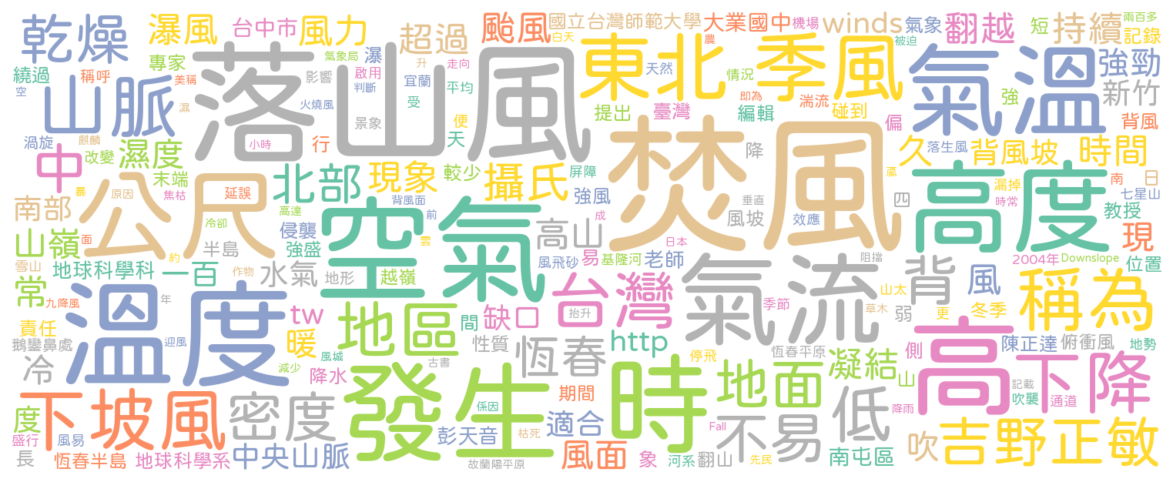 乾燥
瀑風
台中市
風力
超過
颱風
白天
國立台灣師範大學
農
大業國中
機場
winds
氣象
被迫
翻越
短
持續
兩百多
記錄
繞過
空
稱呼
美稱
專家
氣象局
瀑
影響
啟用
判斷
升
走向
宜蘭
受
平均
東北
季風
天然
情況
氣溫
強勁
強
新竹
山脈
落山風
火燒風
景象
便
天
提出
臺灣
即為
編輯
湍流
碰到
偏
背風
渦旋
麒麟
濕度
小時
行
焚風
降
久
落生風
背風坡
時間
中
改變
末端
焦枯
原因
延誤
北部
現象
較少
攝氏
屏障
強風
四
高度
漏掉
時常
南
日
七星山
教授
現
南部
公尺
高達
冷卻
背風面
前
空氣
高山
成
垂直
風坡
效應
侵襲
強盛
半島
山嶺
面
約
地球科學科
一百
水氣
地形
越嶺
風飛砂
易
日本
基隆河
老師
阻擋
背
風
2004年
Downslope
位置
雪山
常
九降風
作物
年
溫度
tw
地區
間
缺口
台灣
抬升
季節
氣流
山太
草木
弱
更
冬季
稱為
責任
鵝鑾鼻處
冷
迎風
暖
風城
減少
降水
古書
性質
恆春
http
停飛
恆春平原
凝結
側
山
陳正達
俯衝風
地勢
度
盛行
長
下坡風
風易
密度
發生
時
期間
係因
枯死
適合
彭天音
地面
不易
低
高
下降
記載
吹襲
通道
降雨
吹
吉野正敏
恆春半島
地球科學系
中央山脈
故蘭陽平原
風面
象
河系
翻山
先民
Fall
南屯區